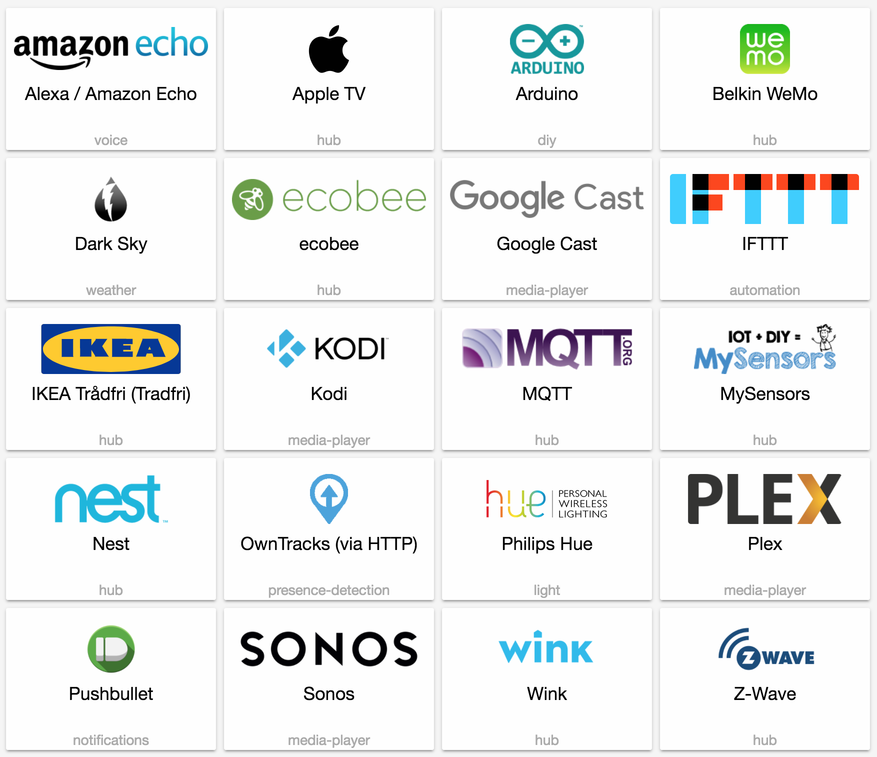 amazon echo
Alexa / Amazon Echo
voice
Apple TV
hub
ARDUINO
Arduino
diy
we
mo
Belkin WeMo
hub
Dark Sky
weather
ecobee
ecobee
hub
Google Cast
Google Cast
media-player
IFTTT
IFTTT
automation
IKEA
IKEA Trådfri (Tradfri)
hub
KODI
Kodi
media-player
MQTT.ORG
MQTT
hub
IOT + DIY =
MySensors
MySensors
hub
nest™
Nest
hub
OwnTracks (via HTTP)
presence-detection
hue
PERSONAL
WIRELESS
LIGHTING
Philips Hue
light
PLEX
Plex
media-player
Pushbullet
notifications
SONOS
Sonos
media-player
wink
Wink
hub
Z WAVE
Z-Wave
hub